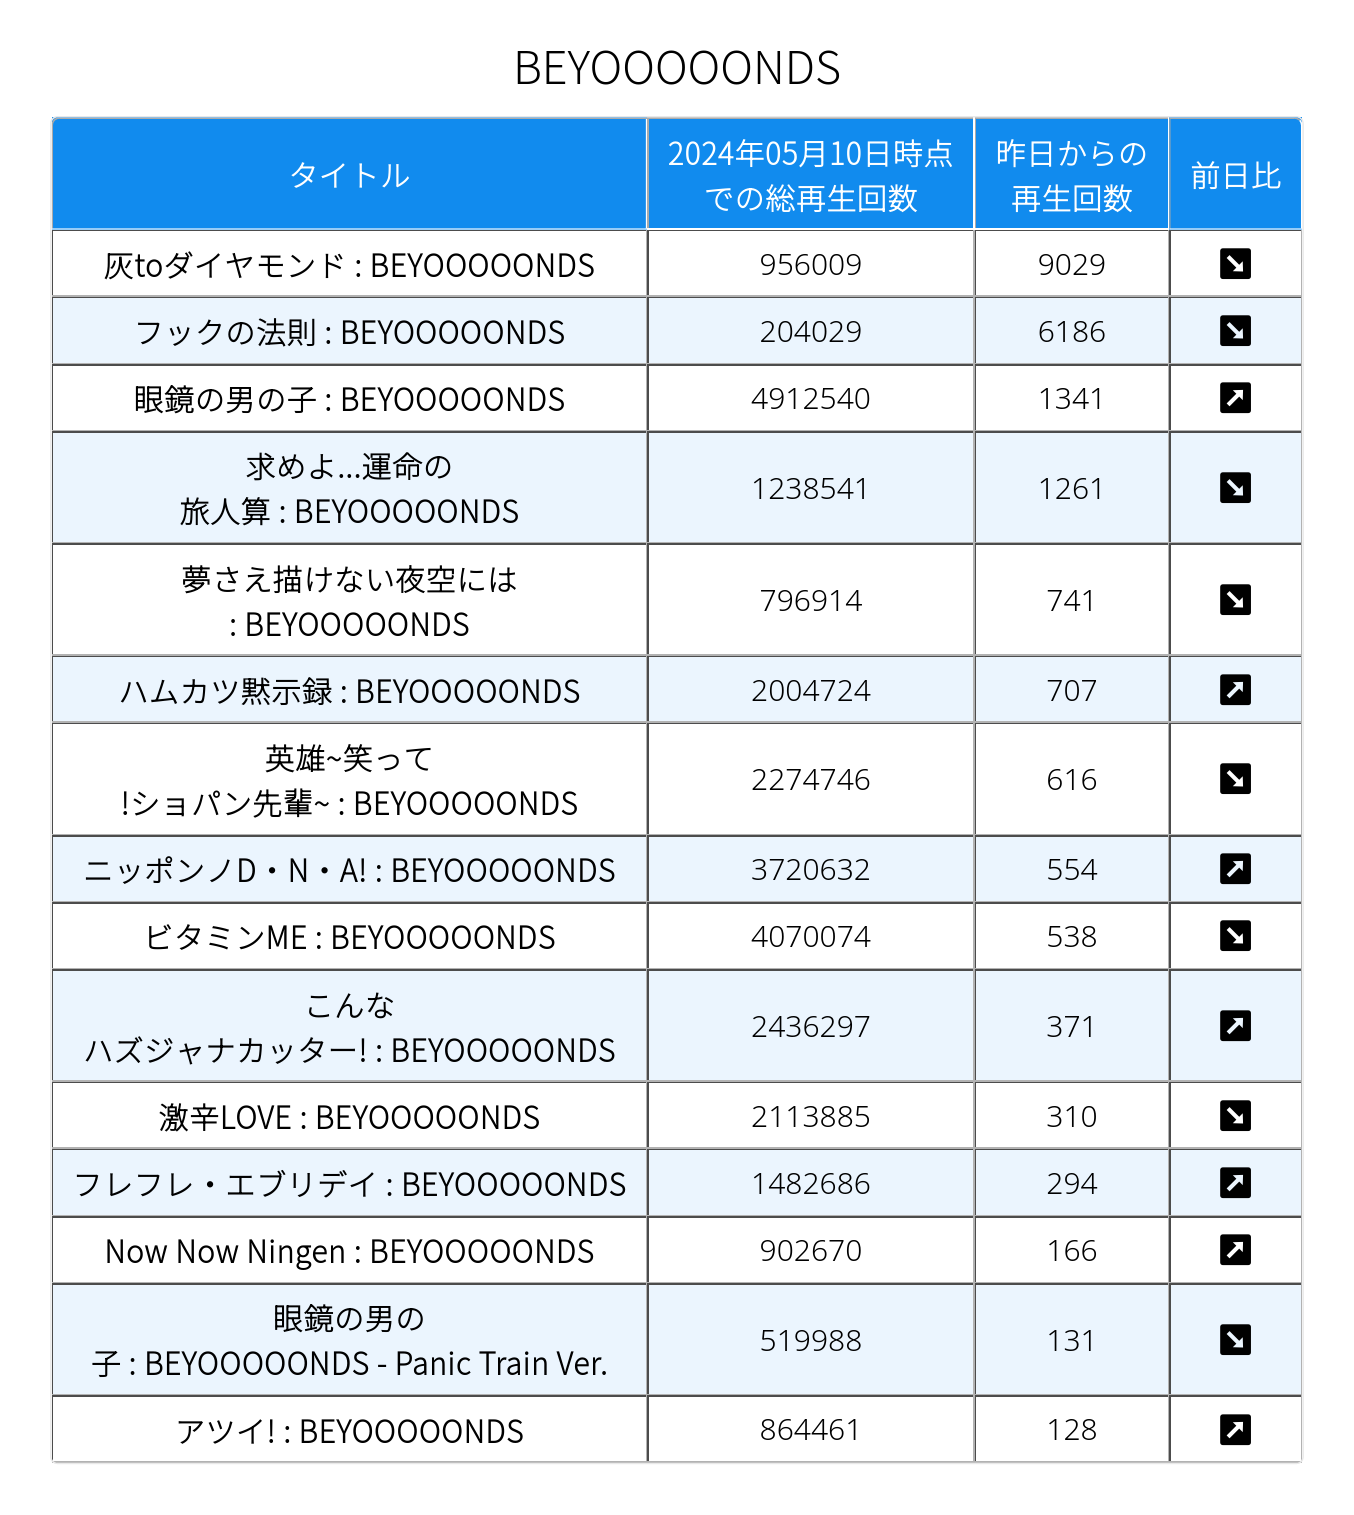 BEYOOOOONDS
タイトル
2024年05月10日時点
での総再生回数
昨日からの
再生回数
前日比
灰toダイヤモンド : BEYOOOOONDS
956009
9029
フックの法則 : BEYOOOOONDS
204029
6186
眼鏡の男の子 : BEYOOOOONDS
4912540
1341
求めよ...運命の
旅人算 : BEYOOOOONDS
1238541
1261
夢さえ描けない夜空には
: BEYOOOOONDS
796914
741
ハムカツ黙示録 : BEYOOOOONDS
2004724
707
英雄~笑って
!ショパン先輩~ : BEYOOOOONDS
2274746
616
ニッポンノD・N・A! : BEYOOOOONDS
3720632
554
ビタミンME : BEYOOOOONDS
4070074
538
こんな
ハズジャナカッター! : BEYOOOOONDS
2436297
371
激辛LOVE : BEYOOOOONDS
2113885
310
フレフレ・エブリデイ : BEYOOOOONDS
1482686
294
Now Now Ningen : BEYOOOOONDS
902670
166
眼鏡の男の
子 : BEYOOOOONDS - Panic Train Ver.
519988
131
アツイ! : BEYOOOOONDS
864461
128